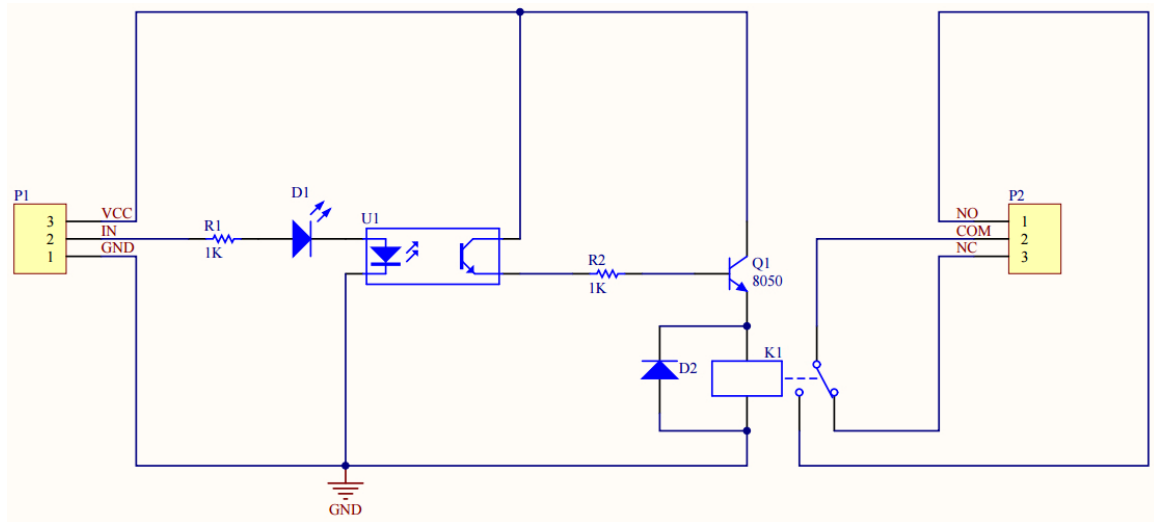 P1
3 VCC
2 IN
1 GND
R1
1K
D1
U1
R2
1K
Q1
8050
D2
K1
GND
P2
NO 1
COM 2
NC 3